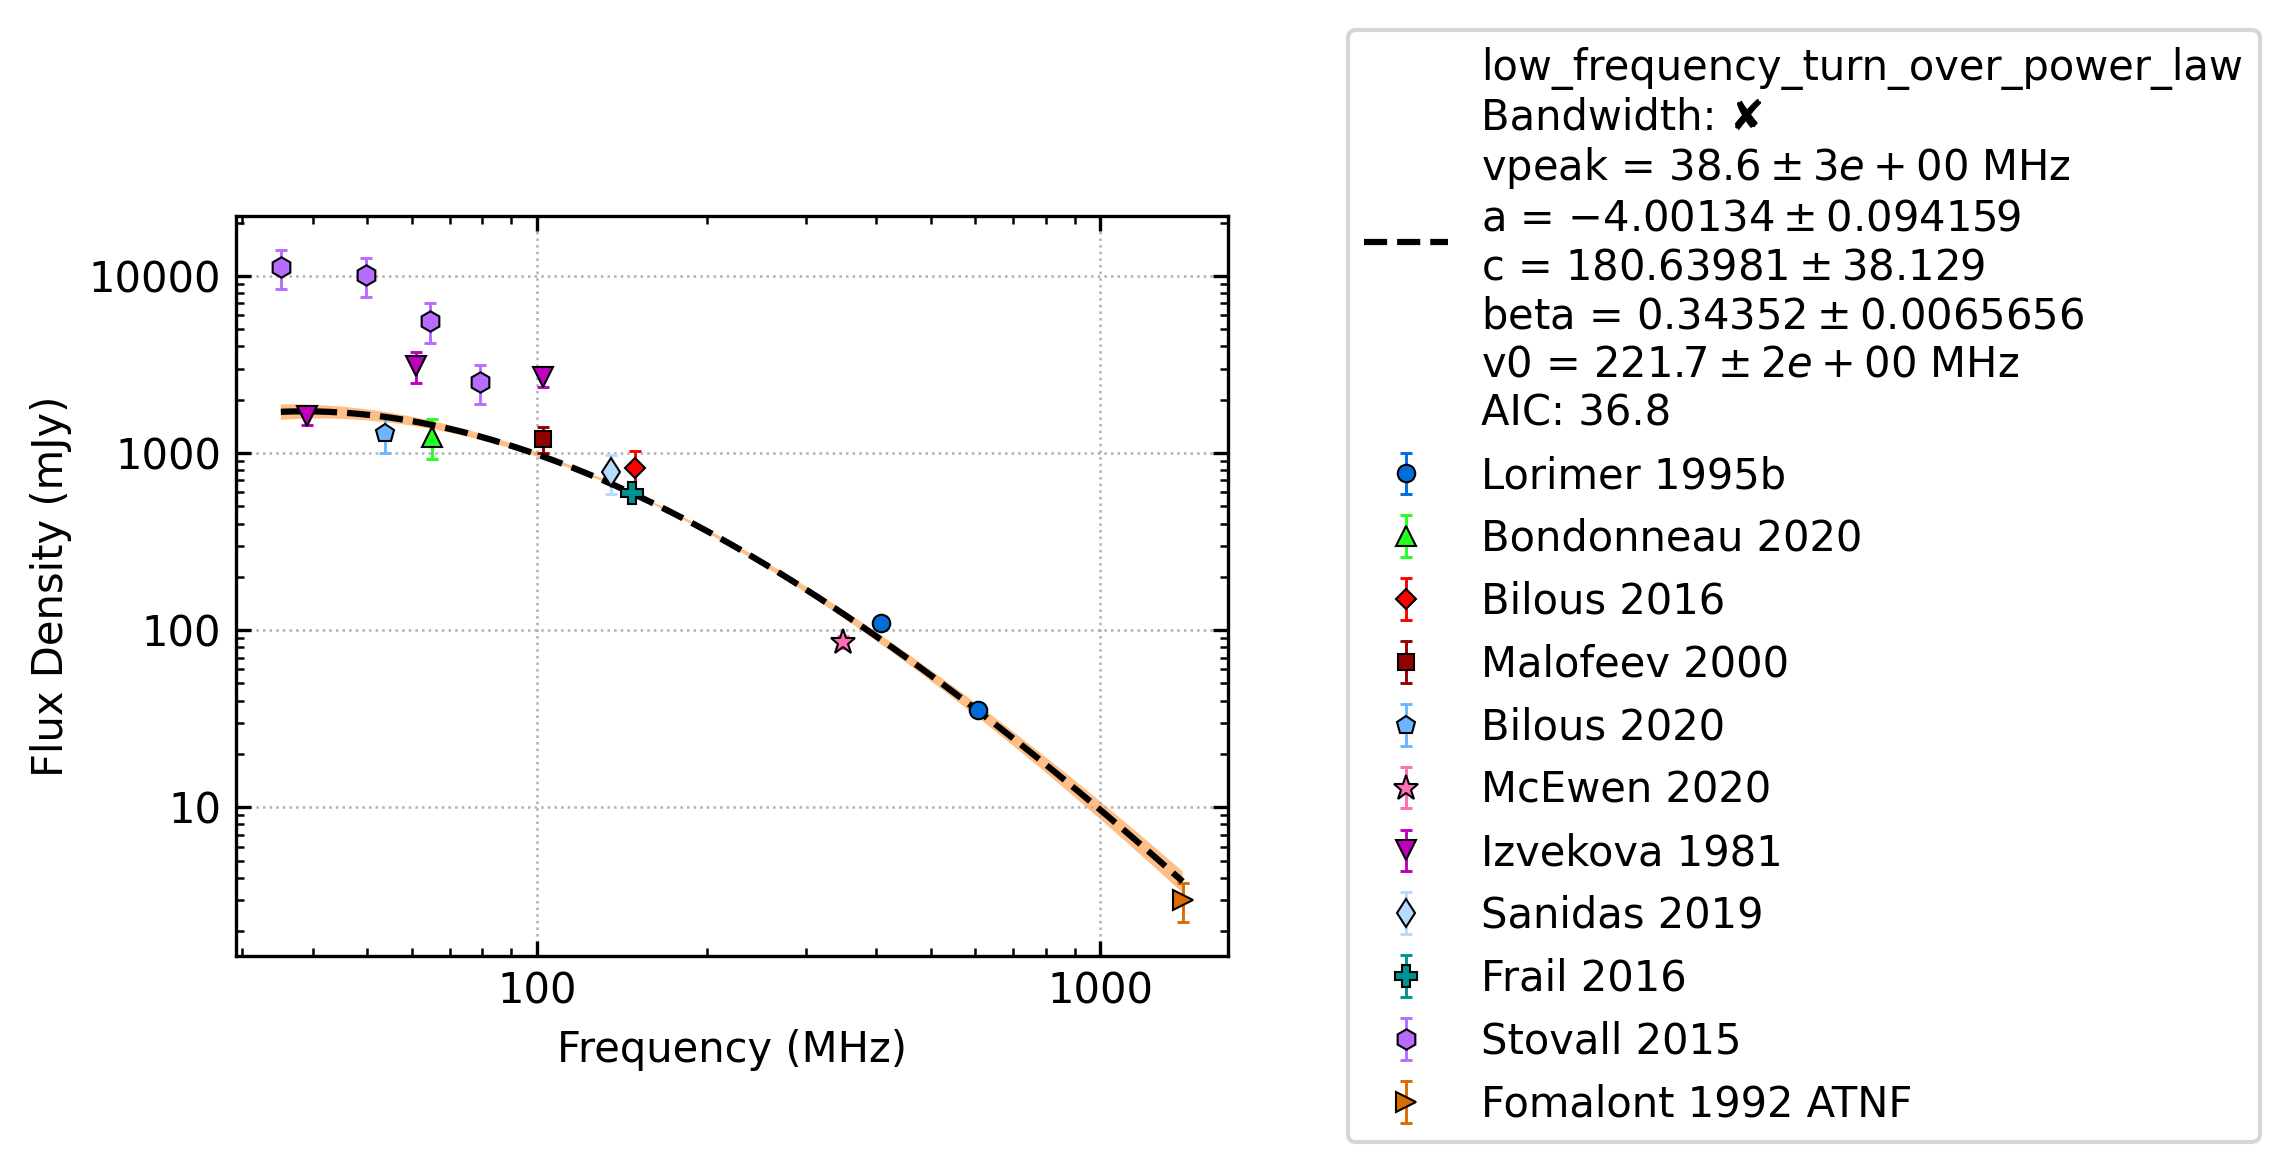 low_frequency_turn_over_power_law
Bandwidth: ✘
vpeak = 38.6 ± 3e + 00 MHz
a = −4.00134 ± 0.094159
c = 180.63981 ± 38.129
beta = 0.34352 ± 0.0065656
v0 = 221.7 ± 2e + 00 MHz
AIC: 36.8
Lorimer 1995b
Bondonneau 2020
Bilous 2016
Malofeev 2000
Bilous 2020
McEwen 2020
Izvekova 1981
Sanidas 2019
Frail 2016
Stovall 2015
Fomalont 1992 ATNF
Flux Density (mJy)
10000
1000
100
10
100
1000
Frequency (MHz)